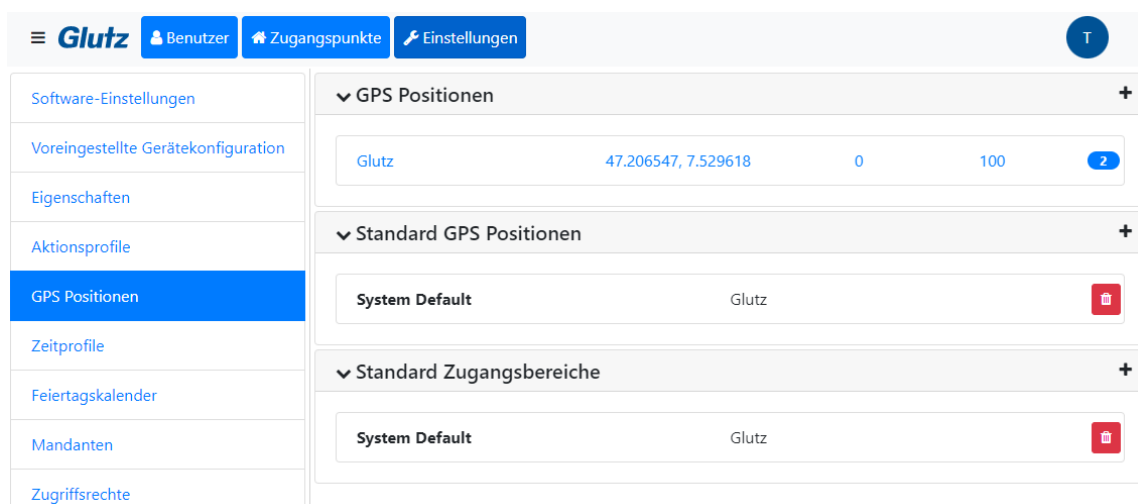 ≡ Glutz Benutzer Zugangspunkte Einstellungen T
Software-Einstellungen
Voreingestellte Gerätekonfiguration
Eigenschaften
Aktionsprofile
GPS Positionen
Zeitprofile
Feiertagskalender
Mandanten
Zugriffsrechte
GPS Positionen +
Glutz 47.206547, 7.529618 0 100 2
Standard GPS Positionen +
System Default Glutz
Standard Zugangsbereiche +
System Default Glutz